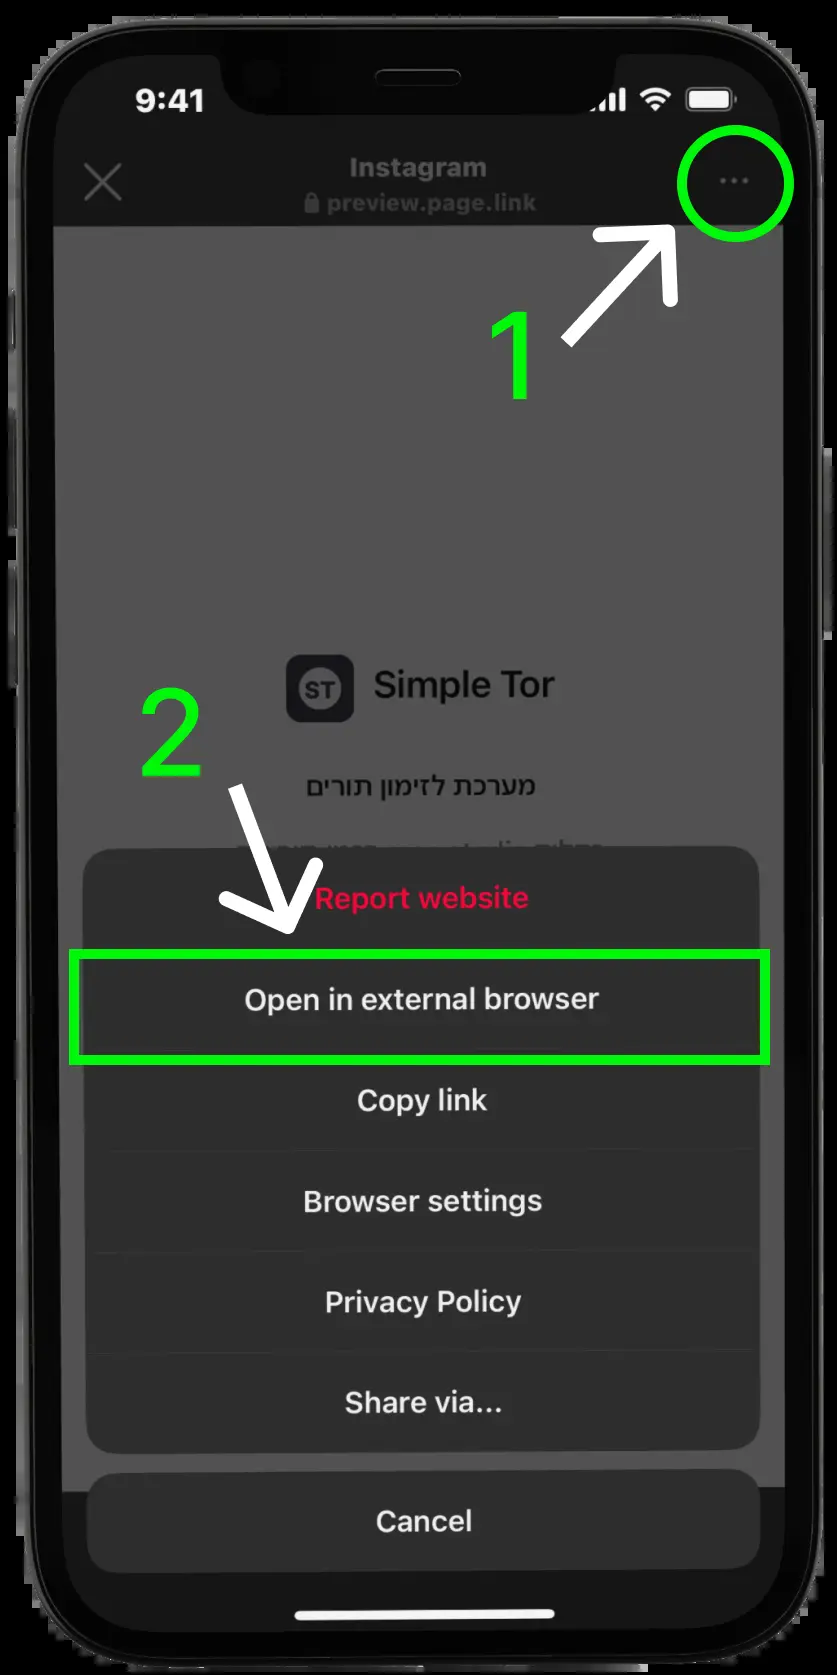 9:41
Instagram
preview.page.link
1
ST
Simple Tor
2
מערכת לזימון תורים
Report website
Open in external browser
Copy link
Browser settings
Privacy Policy
Share via...
Cancel